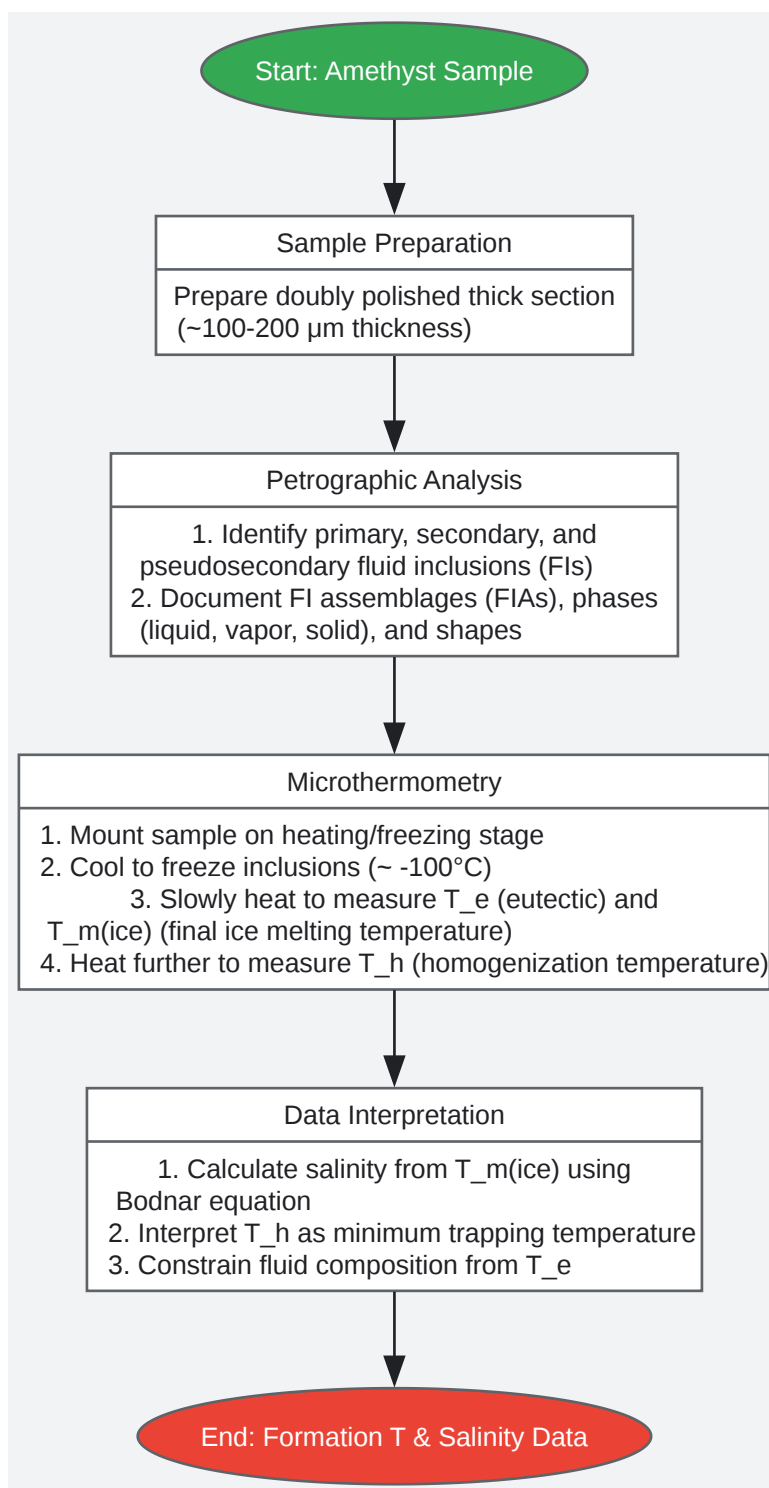 Start: Amethyst Sample
Sample Preparation
Prepare doubly polished thick section
(~100-200 µm thickness)
Petrographic Analysis
1. Identify primary, secondary, and
pseudosecondary fluid inclusions (FIs)
2. Document FI assemblages (FIAs), phases
(liquid, vapor, solid), and shapes
Microthermometry
1. Mount sample on heating/freezing stage
2. Cool to freeze inclusions (~ -100°C)
3. Slowly heat to measure T_e (eutectic) and
T_m(ice) (final ice melting temperature)
4. Heat further to measure T_h (homogenization temperature)
Data Interpretation
1. Calculate salinity from T_m(ice) using
Bodnar equation
2. Interpret T_h as minimum trapping temperature
3. Constrain fluid composition from T_e
End: Formation T & Salinity Data